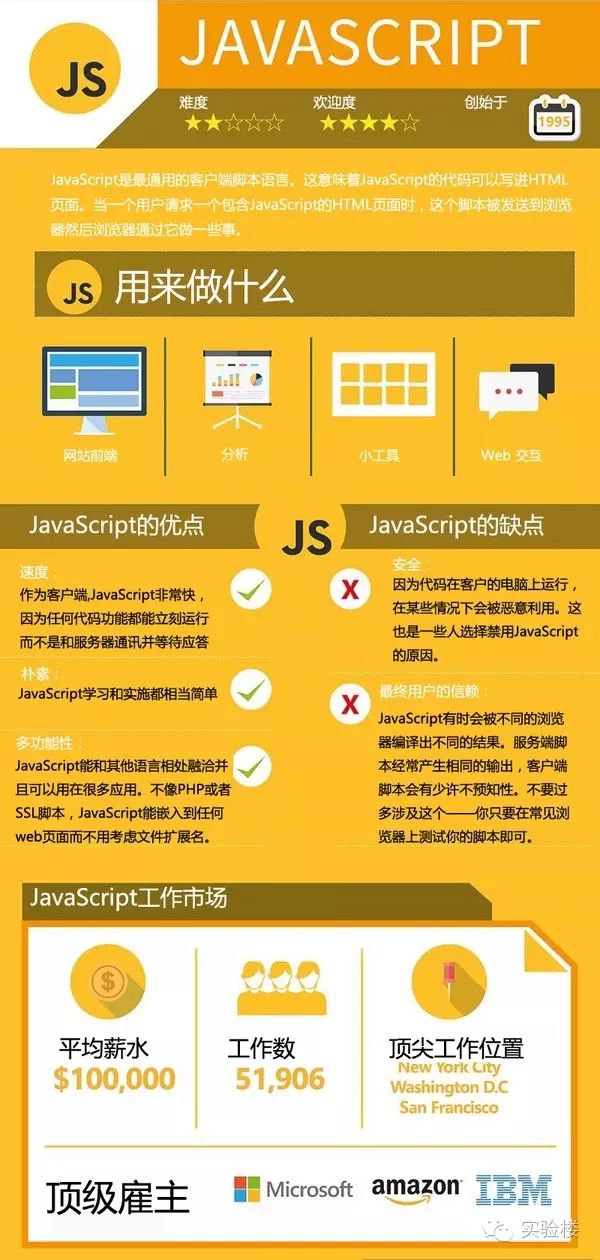 JS
JAVASCRIPT
难度
欢迎度
创始于
1995
JavaScript是最通用的客户端脚本语言。这意味着JavaScript的代码可以写进HTML
页面。当一个用户请求一个包含JavaScript的HTML页面时，这个脚本被发送到浏览
器然后浏览器通过它做一些事。
JS 用来做什么
网站前端
分析
小工具
Web 交互
JavaScript的优点
JS
JavaScript的缺点
速度：
作为客户端,JavaScript非常快，
因为任何代码功能都能立刻运行
而不是和服务器通讯并等待应答
朴素：
JavaScript学习和实施都相当简单
多功能性：
JavaScript能和其他语言相处融洽并
且可以用在很多应用。不像PHP或者
SSL脚本，JavaScript能嵌入到任何
web页面而不用考虑文件扩展名。
安全：
因为代码在客户的电脑上运行，
在某些情况下会被恶意利用。这
也是一些人选择禁用JavaScript
的原因。
X
最终用户的信赖：
JavaScript有时会被不同的浏览
器编译出不同的结果。服务端脚
本经常产生相同的输出，客户端
脚本会有少许不预知性。不要过
多涉及这个——你只要在常见浏
览器上测试你的脚本即可。
X
JavaScript工作市场
$
平均薪水
$100,000
工作数
51,906
顶尖工作位置
New York City
Washington D.C
San Francisco
顶级雇主
Microsoft
amazon
IBM
实验楼